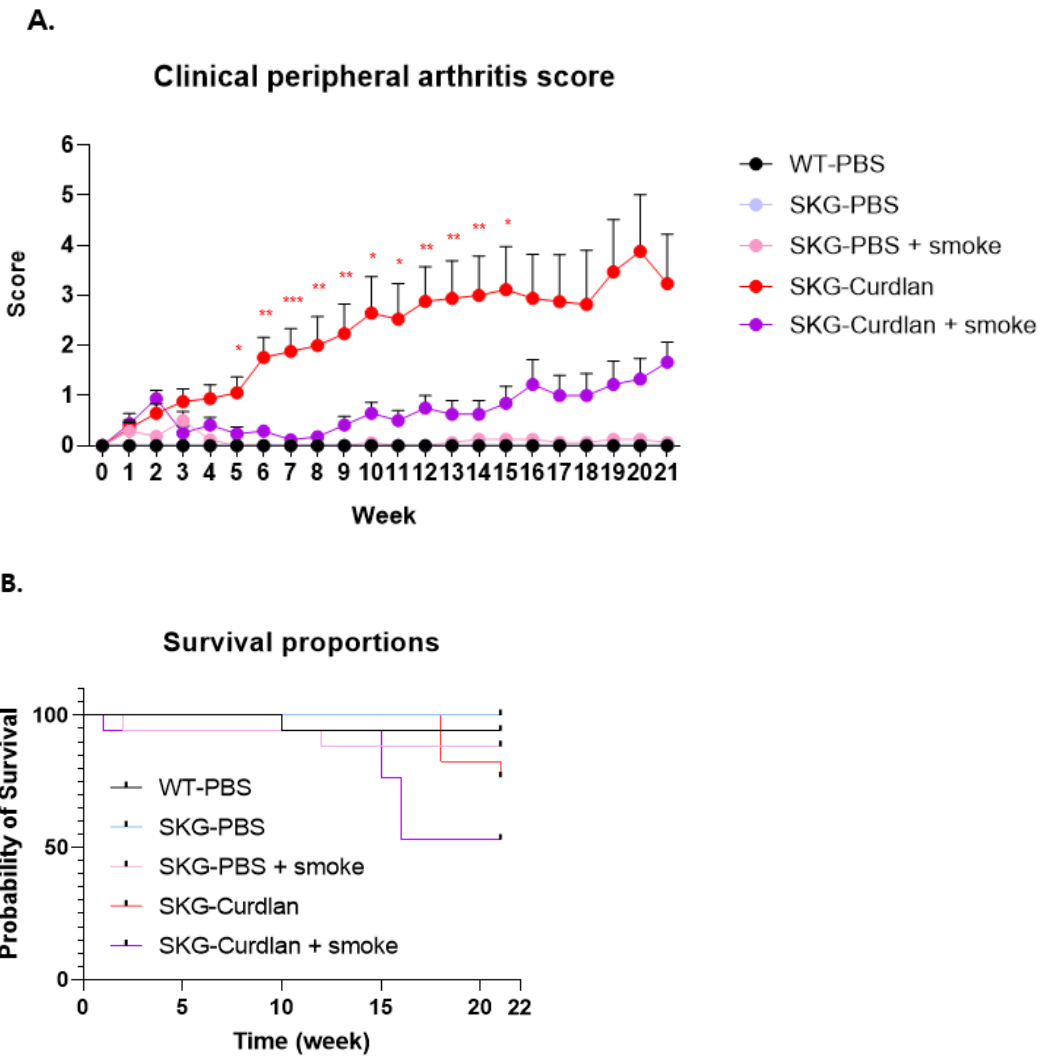 A.
Clinical peripheral arthritis score
6
5
4
3
2
1
0
Score
* ** *** ** ** * * ** ** ** *
0 1 2 3 4 5 6 7 8 9 10 11 12 13 14 15 16 17 18 19 20 21
Week
WT-PBS
SKG-PBS
SKG-PBS + smoke
SKG-Curdlan
SKG-Curdlan + smoke
B.
Survival proportions
100
50
0
Probability of Survival
WT-PBS
SKG-PBS
SKG-PBS + smoke
SKG-Curdlan
SKG-Curdlan + smoke
0 5 10 15 20 22
Time (week)